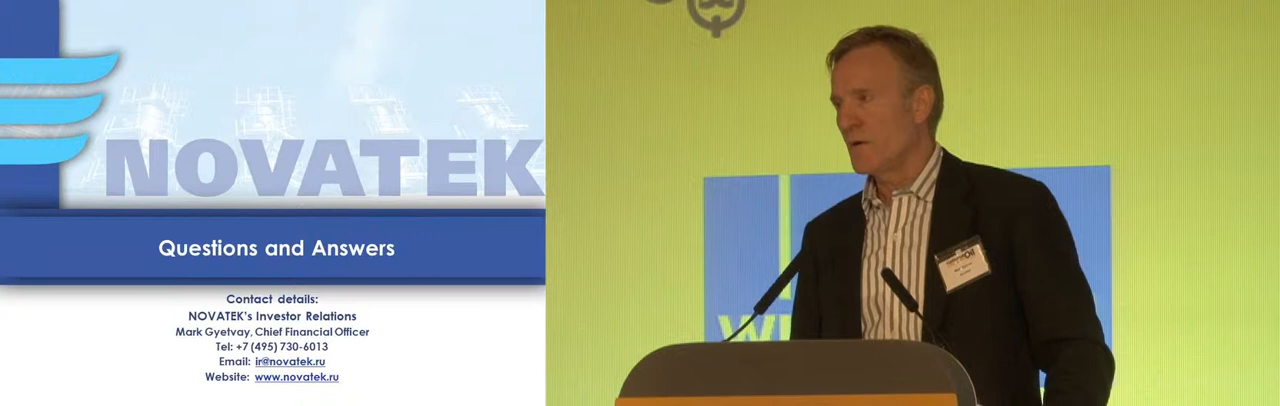 NOVATEK
Questions and Answers
Contact details:
NOVATEK's Investor Relations
Mark Gyetvay, Chief Financial Officer
Tel: +7 (495) 730-6013
Email: ir@novatek.ru
Website: www.novatek.ru
Oil
W